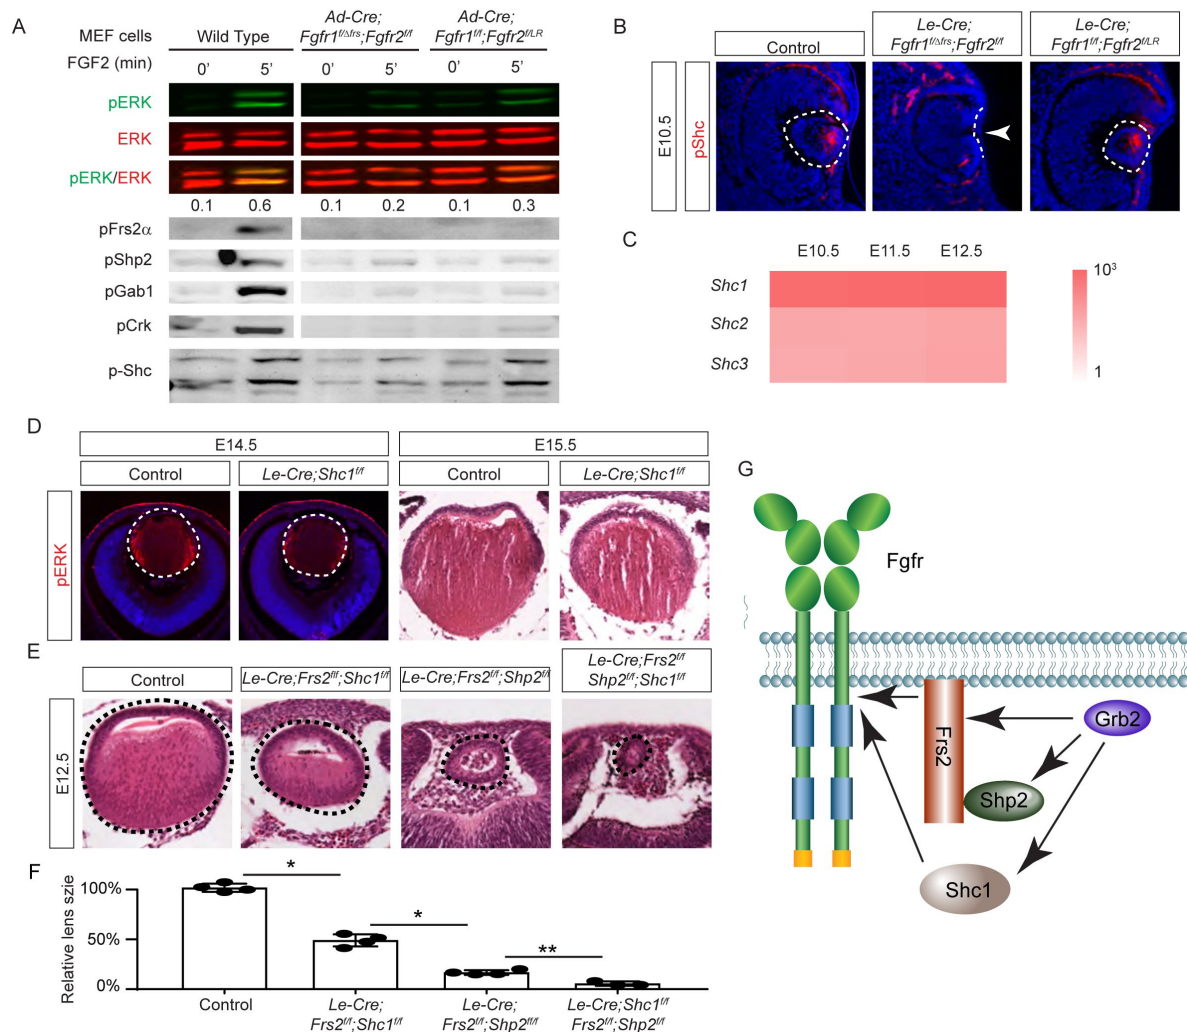 A
MEF cells
FGF2 (min)
Wild Type
Ad-Cre;
Fgfr1f/Δfrs;Fgfr2f/f
Ad-Cre;
Fgfr1f/f;Fgfr2f/LR
0’ 5’ 0’ 5’ 0’ 5’
pERK
ERK
pERK/ERK
0.1 0.6 0.1 0.2 0.1 0.3
pFrs2α
pShp2
pGab1
pCrk
p-Shc
B
Control
Le-Cre;
Fgfr1f/Δfrs;Fgfr2f/f
Le-Cre;
Fgfr1f/f;Fgfr2f/LR
E10.5
pShc
C
E10.5 E11.5 E12.5
Shc1
Shc2
Shc3
10³
1
D
E14.5
E15.5
Control
Le-Cre;Shc1f/f
Control
Le-Cre;Shc1f/f
pERK
E
Control
Le-Cre;Frs2f/f;Shc1f/f
Le-Cre;Frs2f/f;Shp2f/f
Le-Cre;Frs2f/f
Shp2f/f;Shc1f/f
E12.5
F
Relative lens szie
100%
50%
0%
*
*
**
Control
Le-Cre;
Frs2f/f;Shc1f/f
Le-Cre;
Frs2f/f;Shp2f/f
Le-Cre;Shc1f/f
Frs2f/f;Shp2f/f
G
Fgfr
Frs2
Grb2
Shp2
Shc1